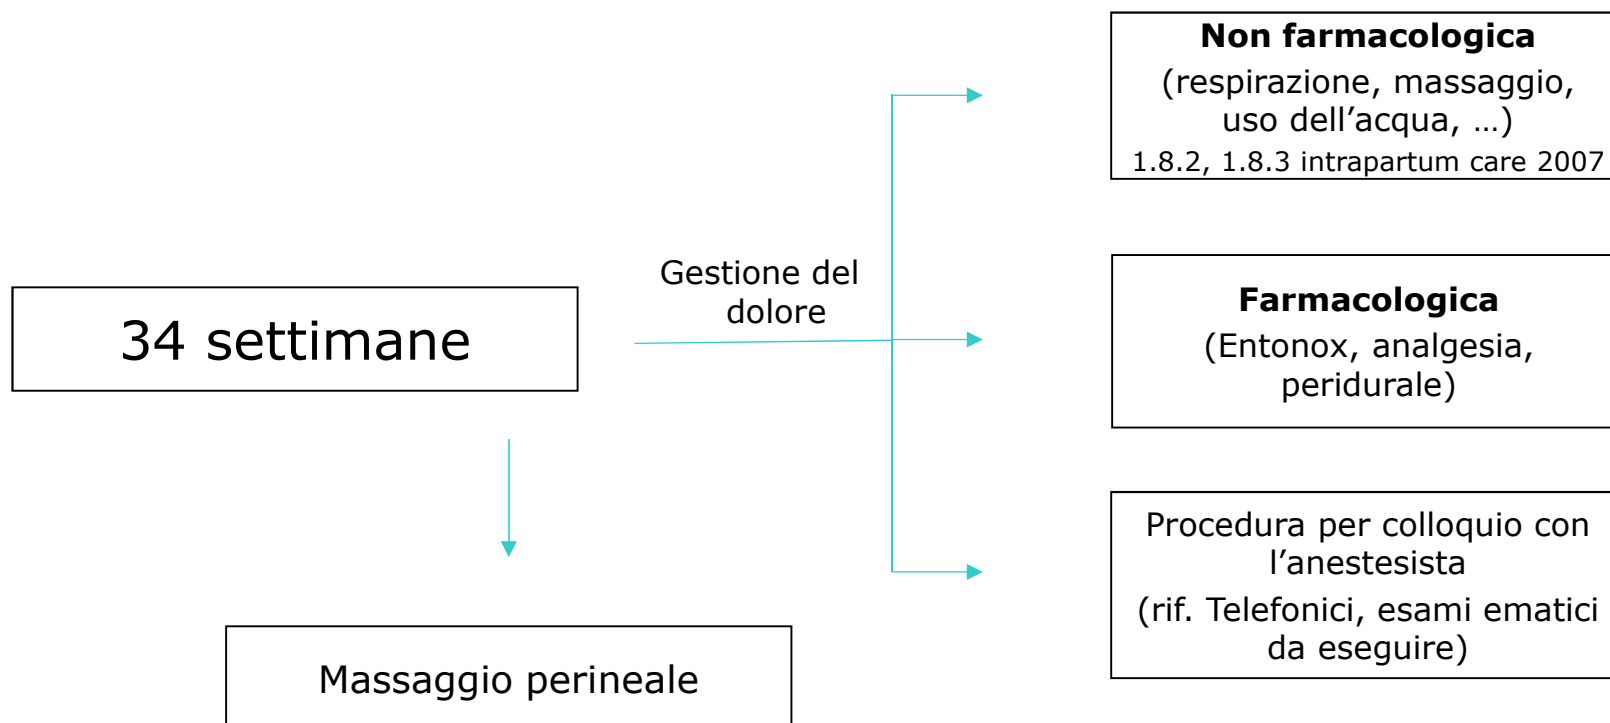 34 settimane
Gestione del
dolore
Non farmacologica
(respirazione, massaggio,
uso dell’acqua, …)
1.8.2, 1.8.3 intrapartum care 2007
Farmacologica
(Entonox, analgesia,
peridurale)
Procedura per colloquio con
l’anestesista
(rif. Telefonici, esami ematici
da eseguire)
Massaggio perineale